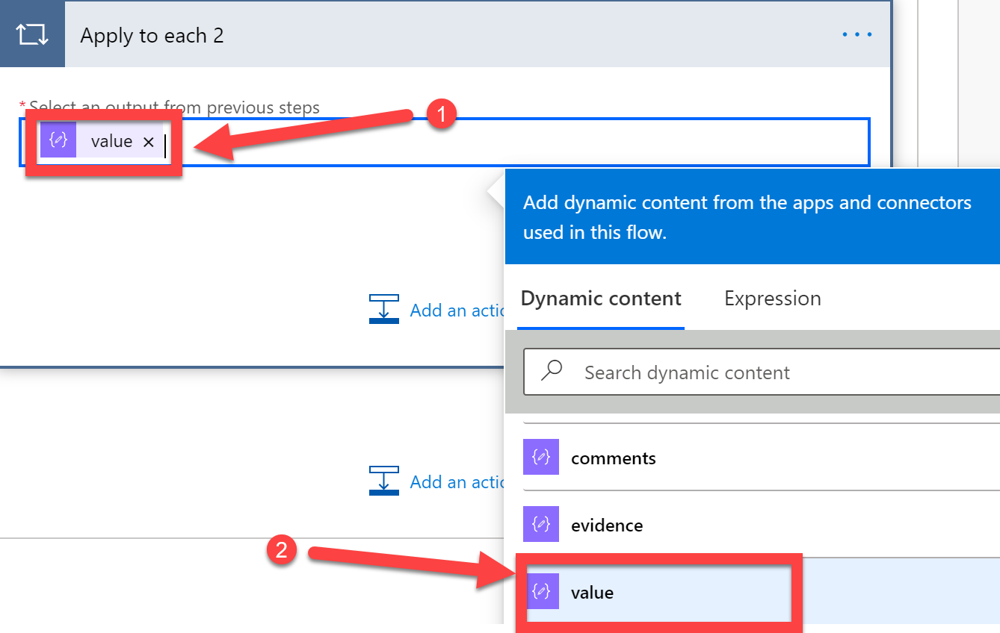 Apply to each 2
* Select an output from previous steps
value ×
1
Add dynamic content from the apps and connectors
used in this flow.
Dynamic content Expression
Add an actic
Search dynamic content
comments
Add an actic
evidence
2
value